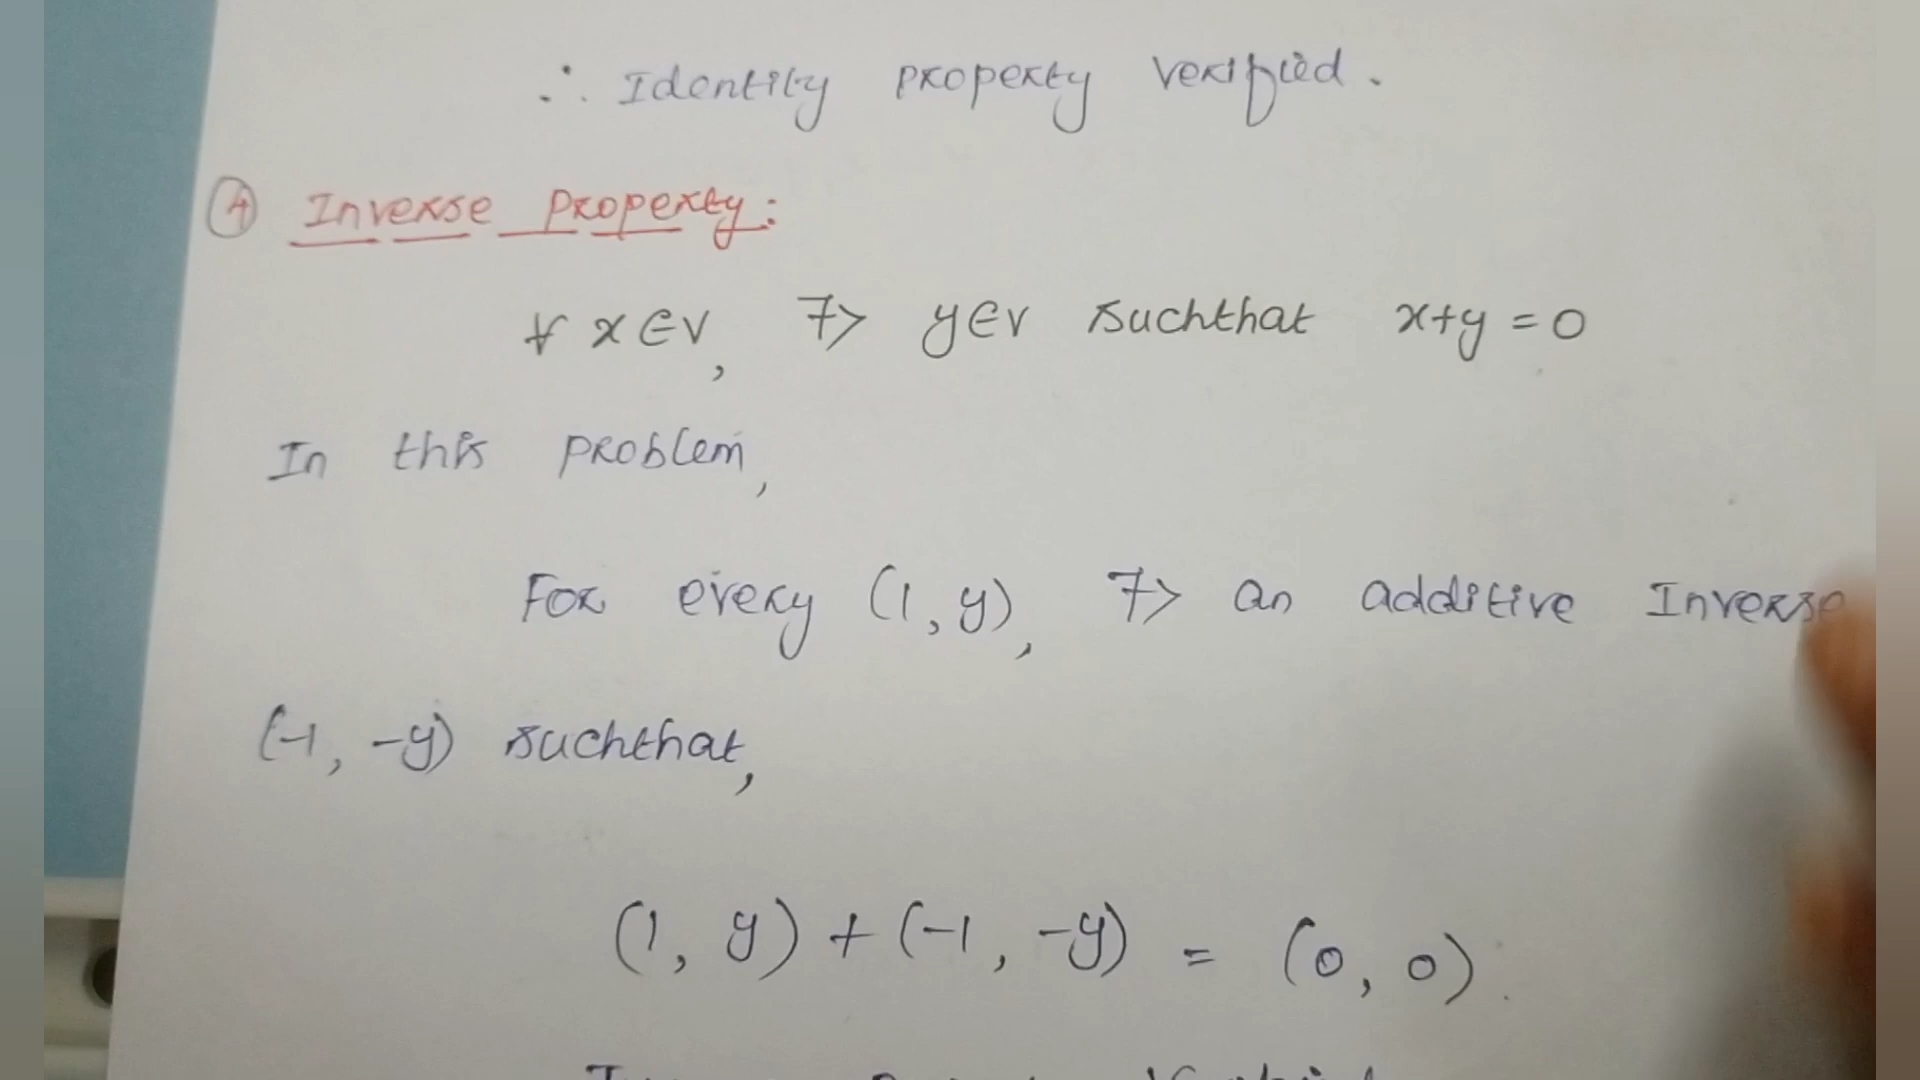 ∴ Identity property verified.
④ Inverse property:
∀ x∈V, ∃ y∈V suchthat x+y = 0
In this problem,
For every (1, y), ∃ an additive Inverse
(-1, -y) suchthat,
(1, y) + (-1, -y) = (0, 0).